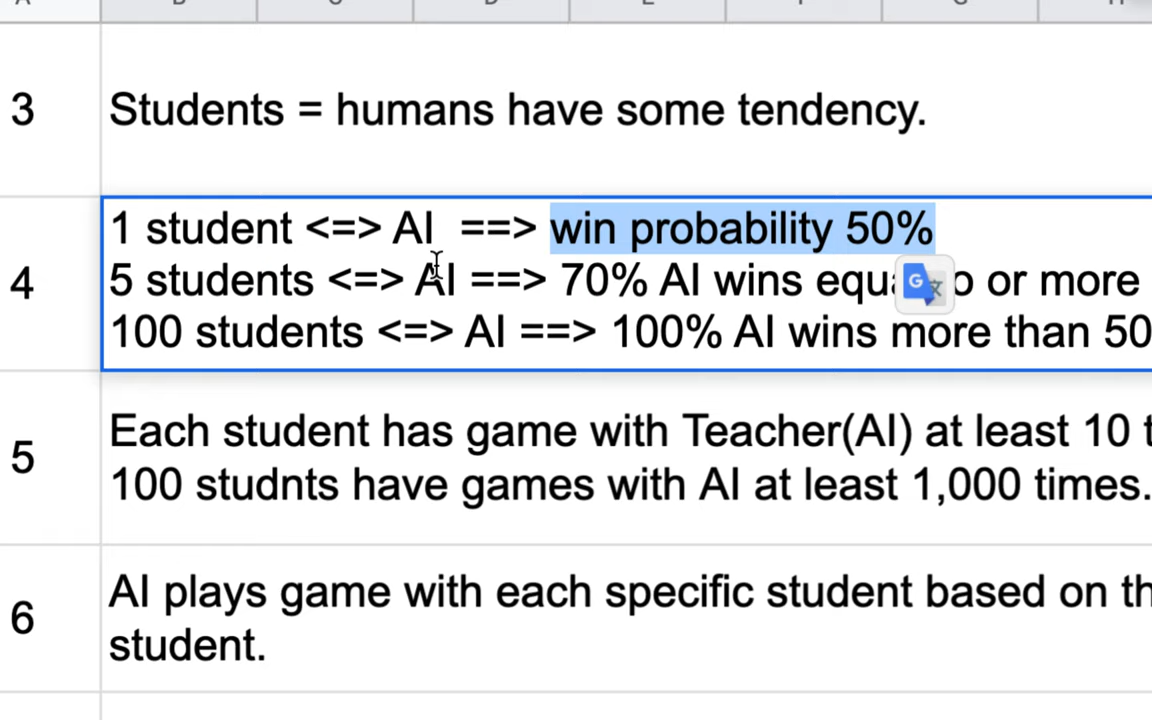 3
Students = humans have some tendency.
4
1 student <=> AI ==> win probability 50%
5 students <=> AI ==> 70% AI wins or more
100 students <=> AI ==> 100% AI wins more than 50
5
Each student has game with Teacher(AI) at least 10
100 studnts have games with AI at least 1,000 times.
6
AI plays game with each specific student based on
student.